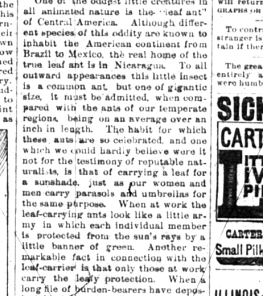 One of the oddest little creatures in
all animated nature is the "leaf ant"
of Central America. Although differ-
ent species of this oddity are known to
inhabit the American continent from
Brazil to Mexico, the real home of the
true leaf ant is in Nicaragua. To all
outward appearances this little insect
is a common ant, but one of gigantic
size, it must be admitted, when com-
pared with the ants of our temperate
regions, being on an average over an
inch in length. The habit for which
these ants are so celebrated, and one
which we could hardly believe were it
not for the testimony of reputable nat-
uralists, is that of carrying a leaf for
a sunshade, just as our women and
men carry parasols and umbrellas for
the same purpose. When at work the
leaf-carrying ants look like a little ar-
my in which each individual member
is protected from the sun's rays by a
little banner of green. Another re-
markable fact in connection with the
leaf-carrier is that only those at work
carry the leafy protection. When a
long file of burden-bearers have depos-
will return
To contr
stranger is
tain if ther
The grea
entirely a
were humb
SICK
CART
CARTER
Small Pill
ILLINOIS